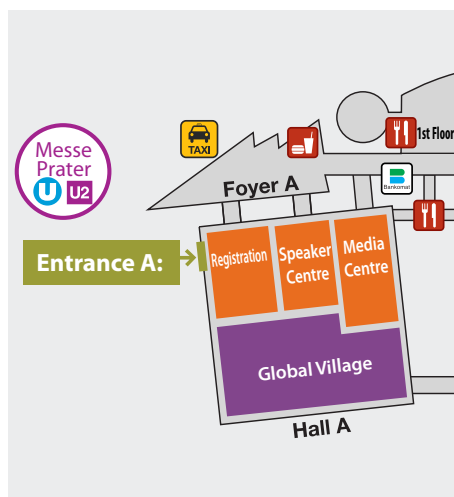 TAXI
1st Floor
Messe
Prater
U U2
Foyer A
Bankomat
Entrance A:
Registration
Speaker
Centre
Media
Centre
Global Village
Hall A